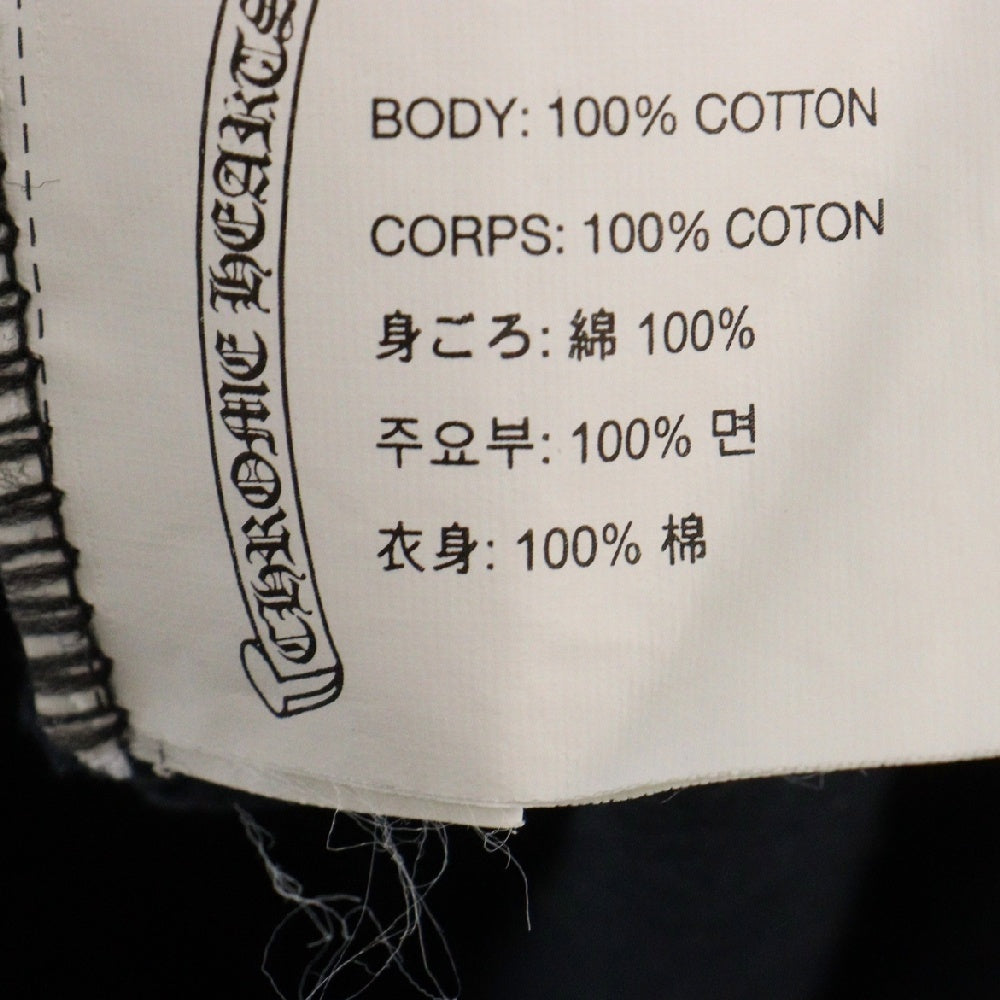 CHROME HEARTS
BODY: 100% COTTON
CORPS: 100% COTON
身ごろ: 綿 100%
주요부: 100% 면
衣身: 100% 棉